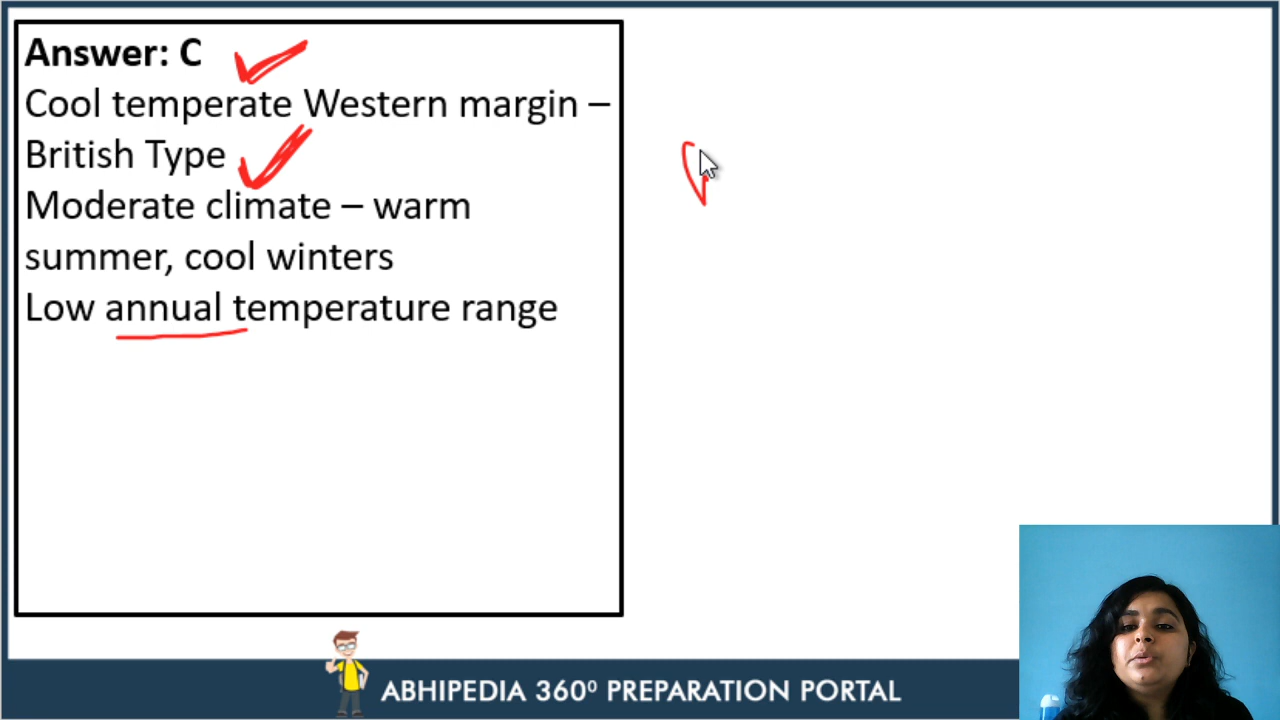 Answer: C
Cool temperate Western margin –
British Type
Moderate climate – warm
summer, cool winters
Low annual temperature range
ABHIPEDIA 360⁰ PREPARATION PORTAL